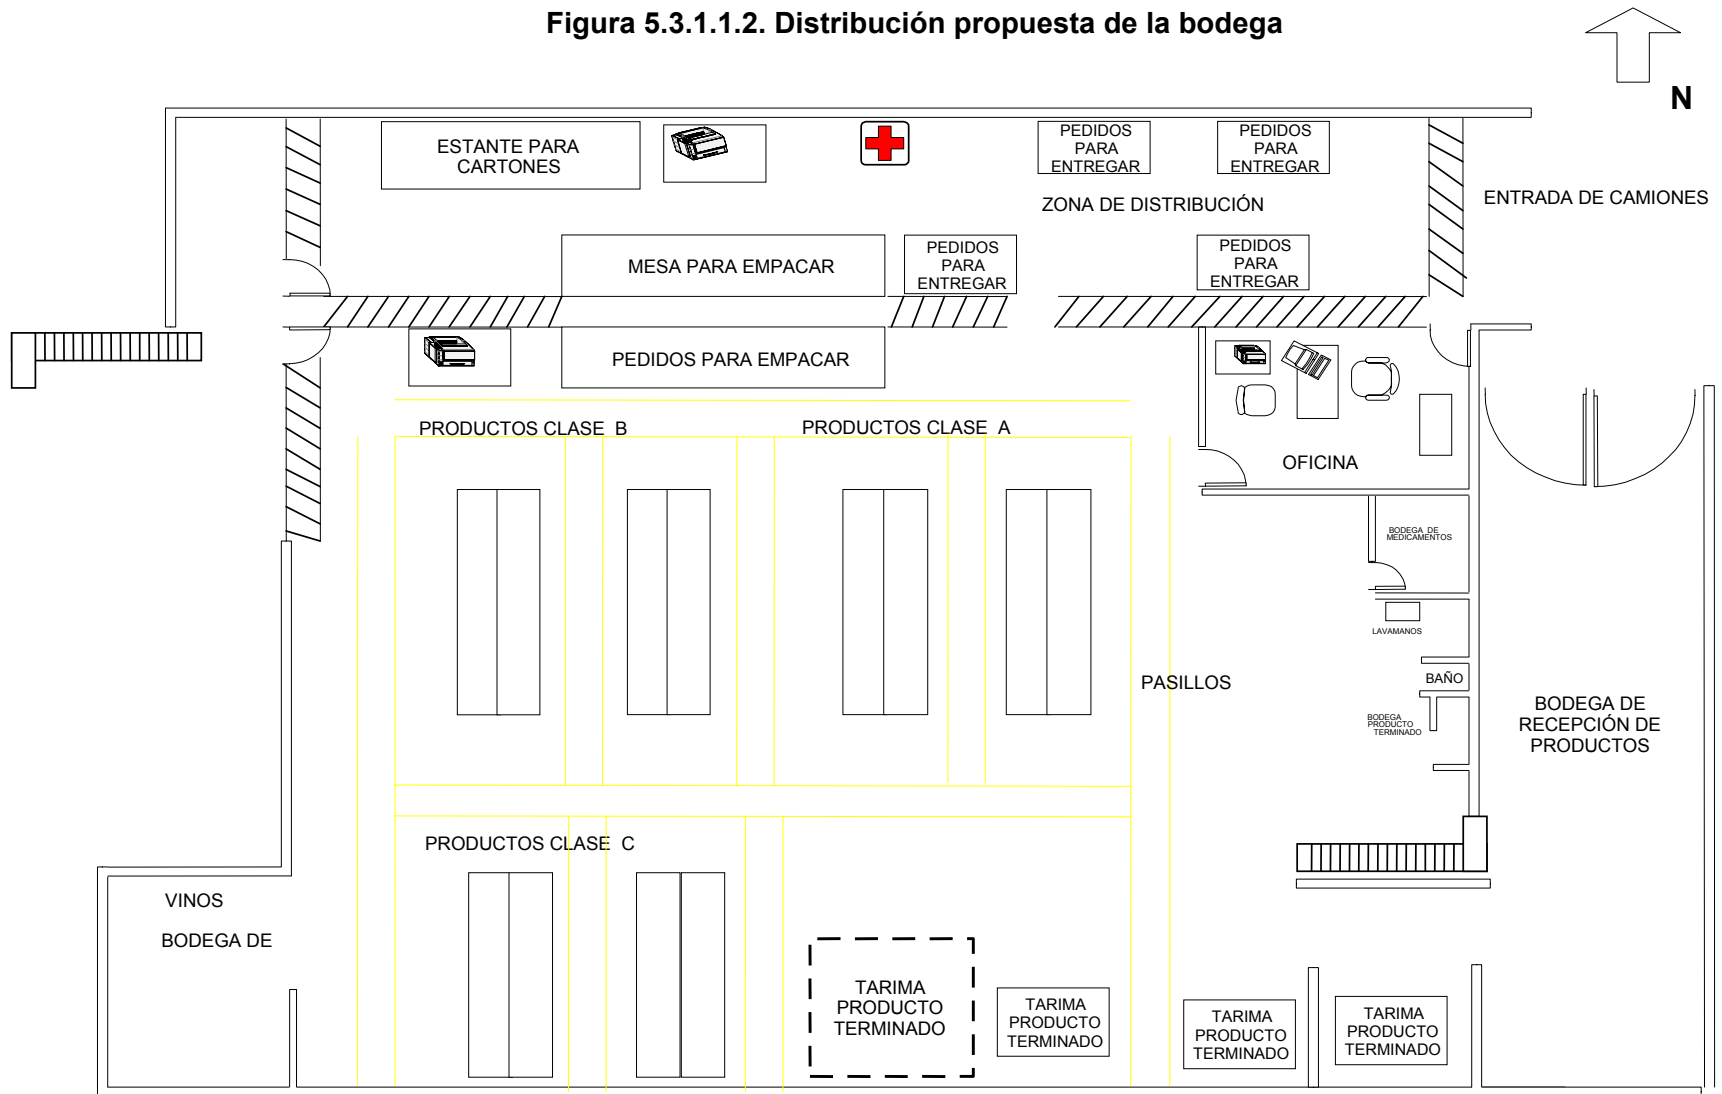 Figura 5.3.1.1.2. Distribución propuesta de la bodega
N
ESTANTE PARA
CARTONES
PEDIDOS
PARA
ENTREGAR
PEDIDOS
PARA
ENTREGAR
ZONA DE DISTRIBUCIÓN
ENTRADA DE CAMIONES
MESA PARA EMPACAR
PEDIDOS
PARA
ENTREGAR
PEDIDOS
PARA
ENTREGAR
PEDIDOS PARA EMPACAR
PRODUCTOS CLASE B
PRODUCTOS CLASE A
OFICINA
BODEGA DE
MEDICAMENTOS
LAVAMANOS
BAÑO
PASILLOS
BODEGA
PRODUCTO
TERMINADO
BODEGA DE
RECEPCIÓN DE
PRODUCTOS
PRODUCTOS CLASE C
VINOS
BODEGA DE
TARIMA
PRODUCTO
TERMINADO
TARIMA
PRODUCTO
TERMINADO
TARIMA
PRODUCTO
TERMINADO
TARIMA
PRODUCTO
TERMINADO